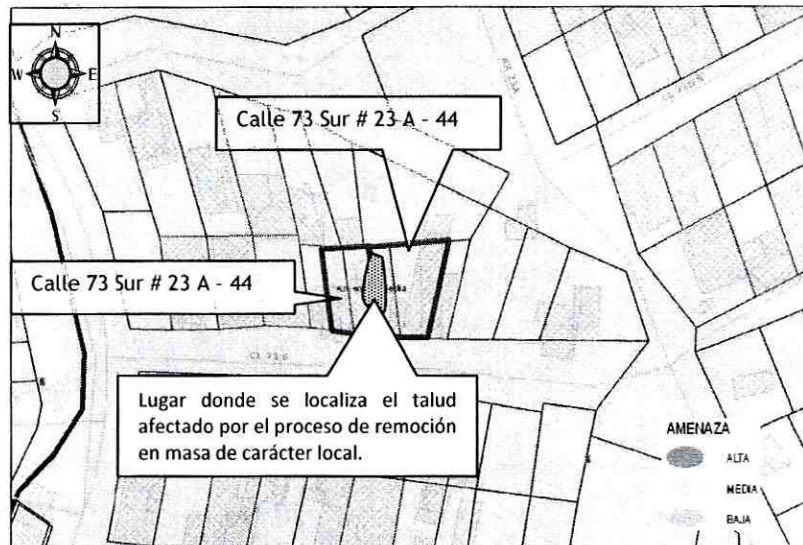 N
W E
S
Calle 73 Sur # 23 A - 44
Calle 73 Sur # 23 A - 44
Lugar donde se localiza el talud
afectado por el proceso de remoción
en masa de carácter local.
AMENAZA
ALTA
MEDIA
BAJA